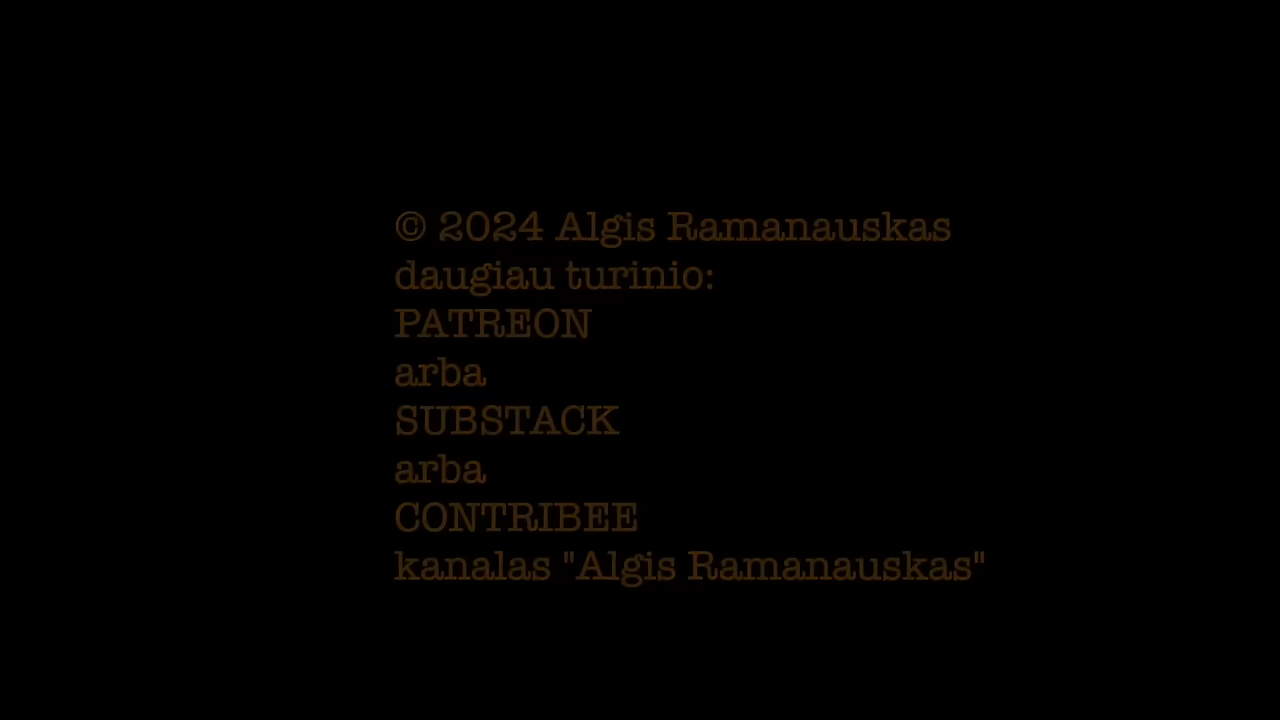 © 2024 Algis Ramanauskas
daugiau turinio:
PATREON
arba
SUBSTACK
arba
CONTRIBEE
kanalas "Algis Ramanauskas"